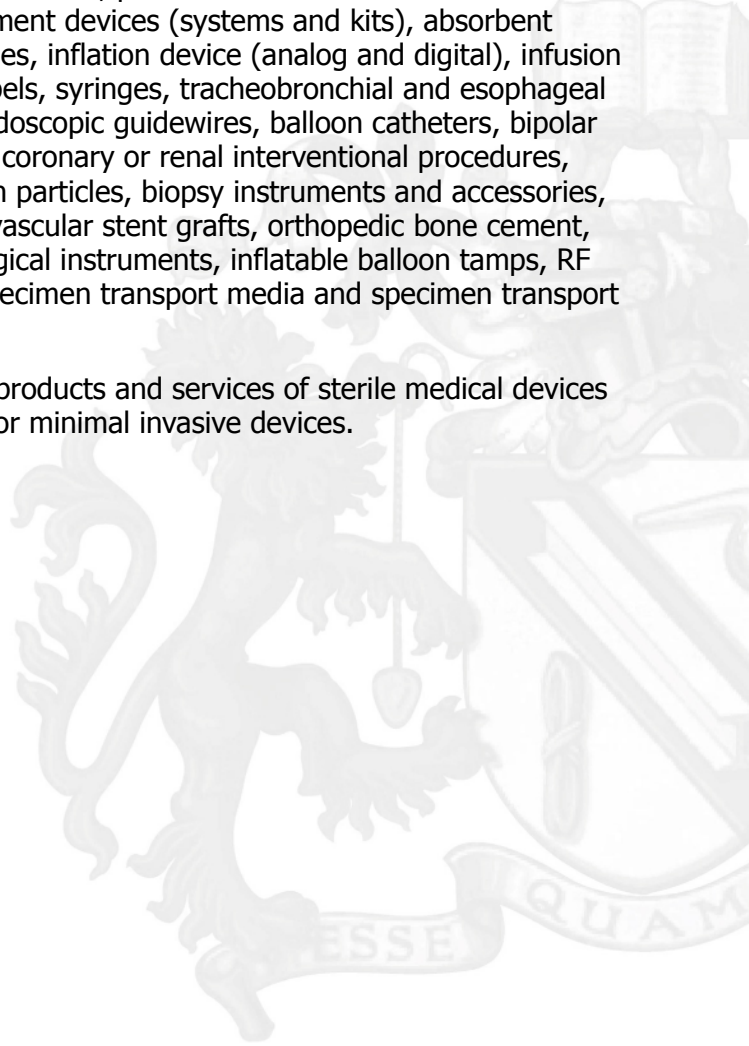 ment devices (systems and kits), absorbent
es, inflation device (analog and digital), infusion
bels, syringes, tracheobronchial and esophageal
doscopic guidewires, balloon catheters, bipolar
coronary or renal interventional procedures,
n particles, biopsy instruments and accessories,
vascular stent grafts, orthopedic bone cement,
gical instruments, inflatable balloon tamps, RF
pecimen transport media and specimen transport
products and services of sterile medical devices
or minimal invasive devices.
ESSE QUAM